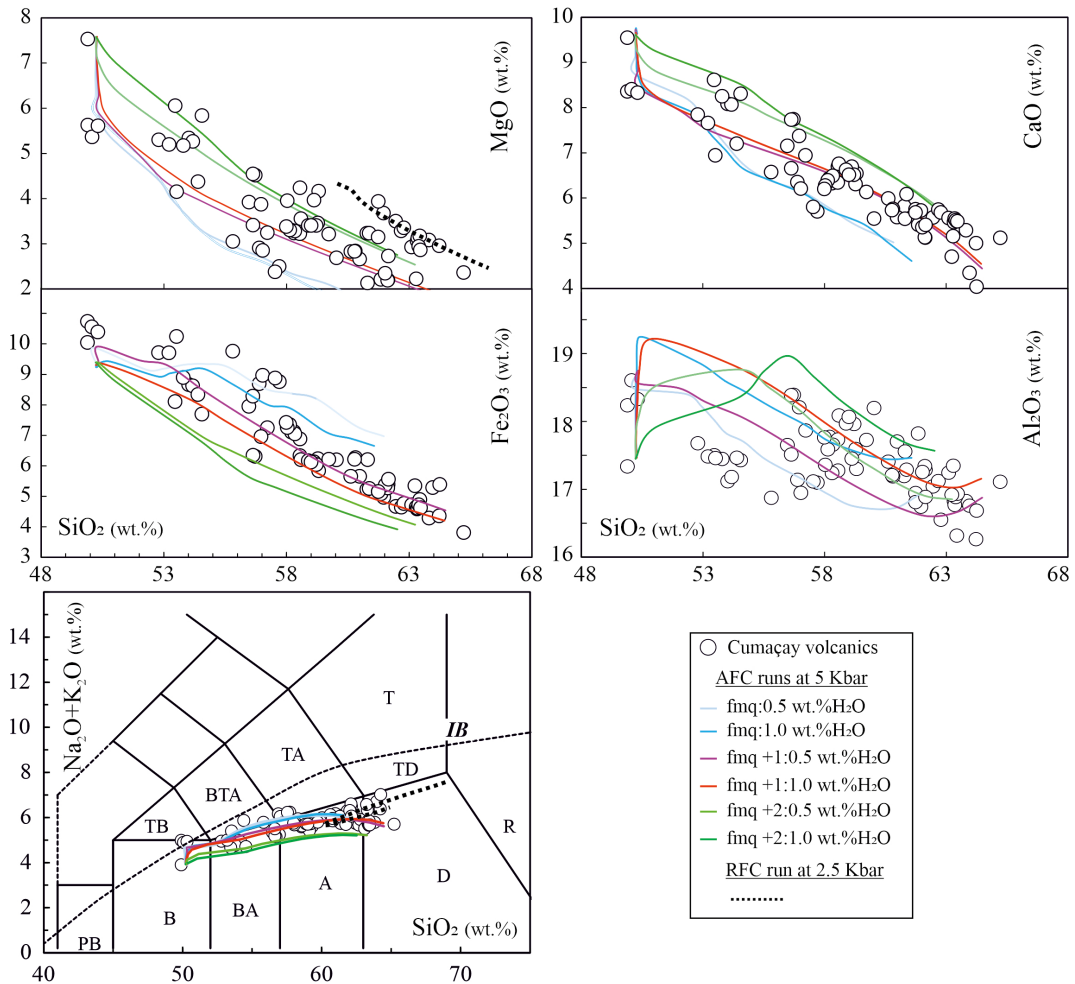 8
7
6
5
4
3
2
MgO (wt.%)
10
9
8
7
6
5
4
CaO (wt.%)
10
9
8
7
6
5
4
3
Fe₂O₃ (wt.%)
SiO₂ (wt.%)
48 53 58 63 68
19
18
17
16
Al₂O₃ (wt.%)
SiO₂ (wt.%)
48 53 58 63 68
14
12
10
8
6
4
2
0
Na₂O+K₂O (wt.%)
T
IB
TA
TD
BTA
TB
R
A
D
B
BA
PB
SiO₂ (wt.%)
40 50 60 70
Cumaçay volcanics
AFC runs at 5 Kbar
fmq:0.5 wt.%H₂O
fmq:1.0 wt.%H₂O
fmq +1:0.5 wt.%H₂O
fmq +1:1.0 wt.%H₂O
fmq +2:0.5 wt.%H₂O
fmq +2:1.0 wt.%H₂O
RFC run at 2.5 Kbar